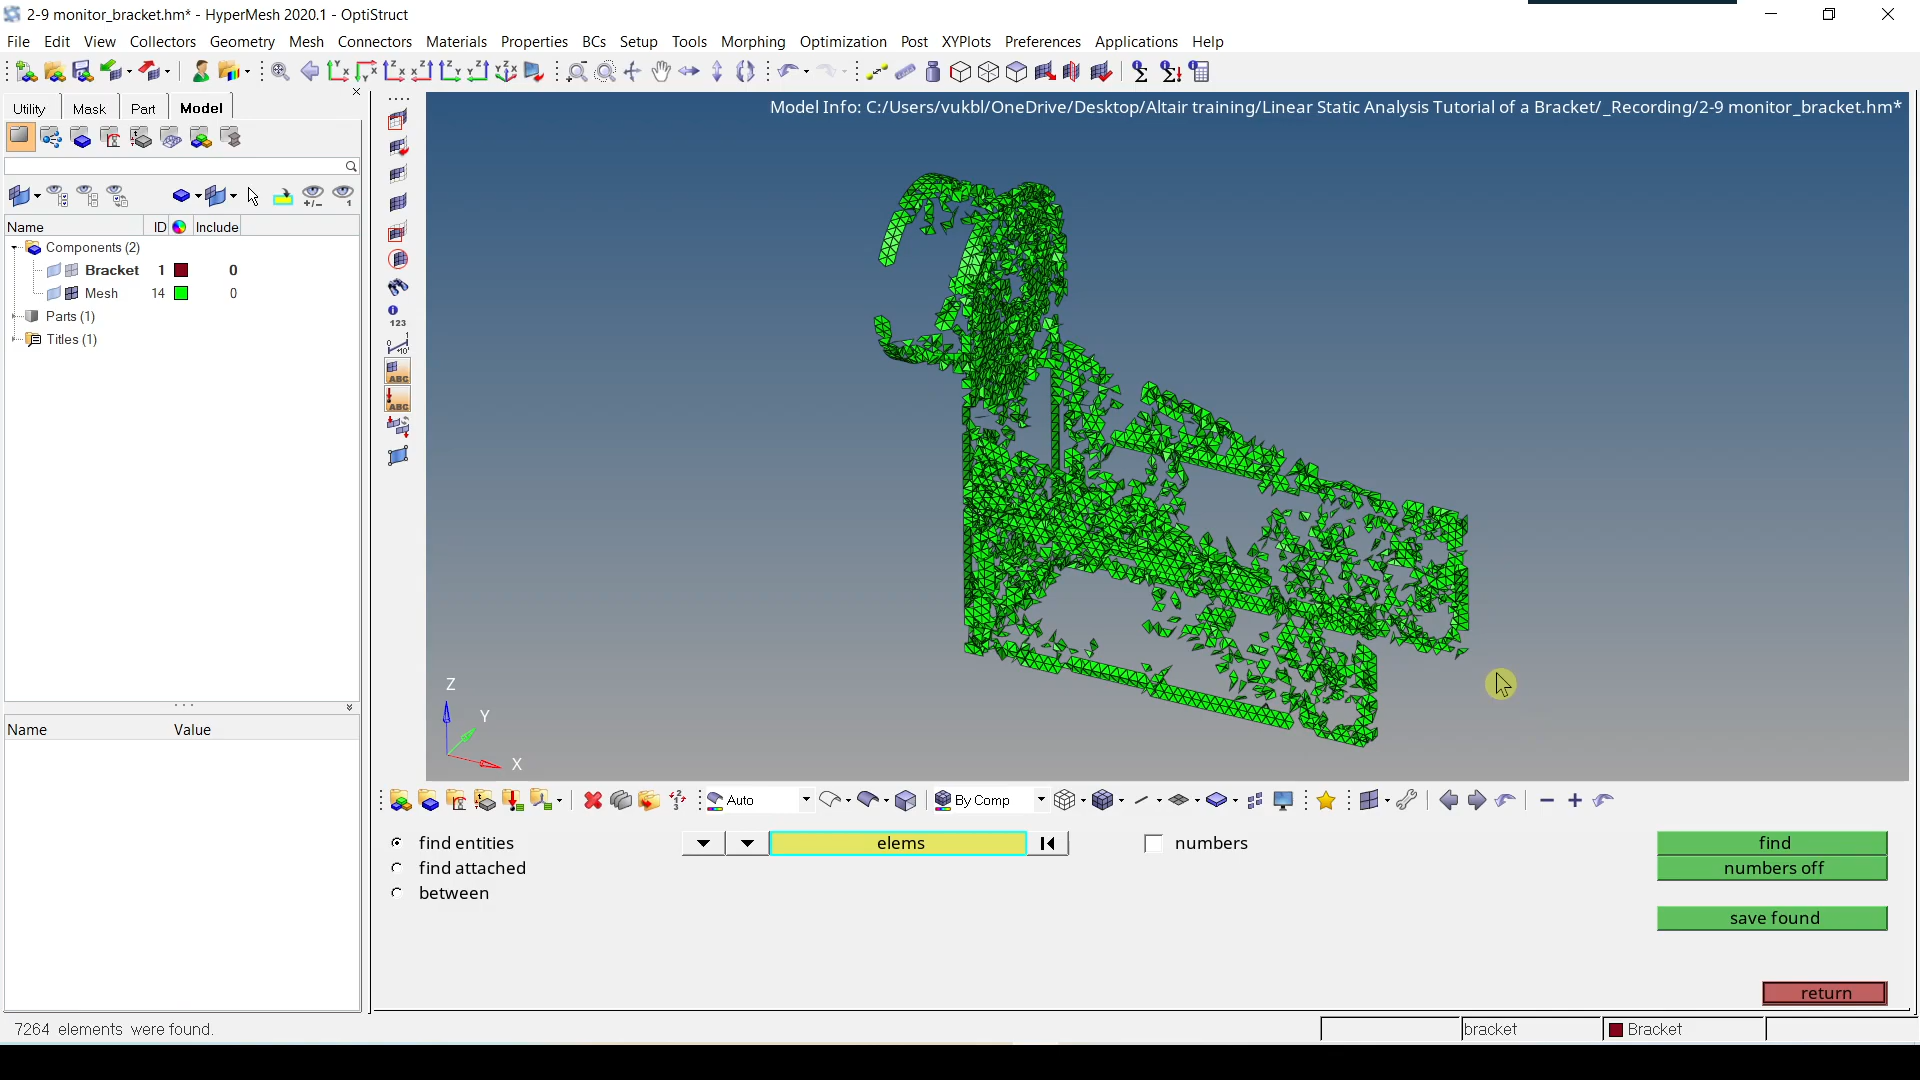 2-9 monitor_bracket.hm* - HyperMesh 2020.1 - OptiStruct
File Edit View Collectors Geometry Mesh Connectors Materials Properties BCs Setup Tools Morphing Optimization Post XYPlots Preferences Applications Help
Utility Mask Part Model
Model Info: C:/Users/vukbl/OneDrive/Desktop/Altair training/Linear Static Analysis Tutorial of a Bracket/_Recording/2-9 monitor_bracket.hm*
Name ID Include
Components (2)
Bracket 1 0
Mesh 14 0
Parts (1)
Titles (1)
123
ABC
ABC
Z
Y
X
Name Value
Auto
By Comp
find entities
find attached
between
elems
numbers
find
numbers off
save found
return
7264 elements were found.
bracket
Bracket